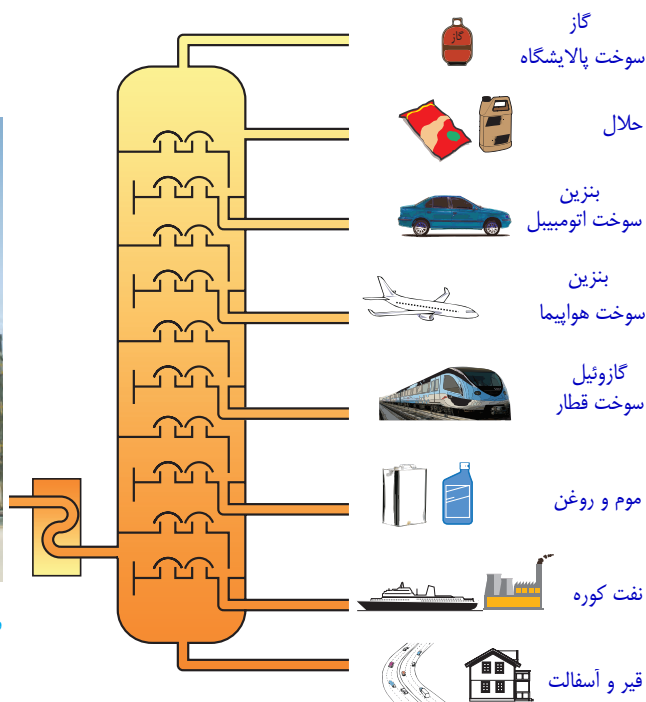 گاز
سوخت پالایشگاه
گاز
حلال
بنزین
سوخت اتومبیبل
بنزین
سوخت هواپیما
گازوئیل
سوخت قطار
موم و روغن
نفت کوره
قیر و آسفالت